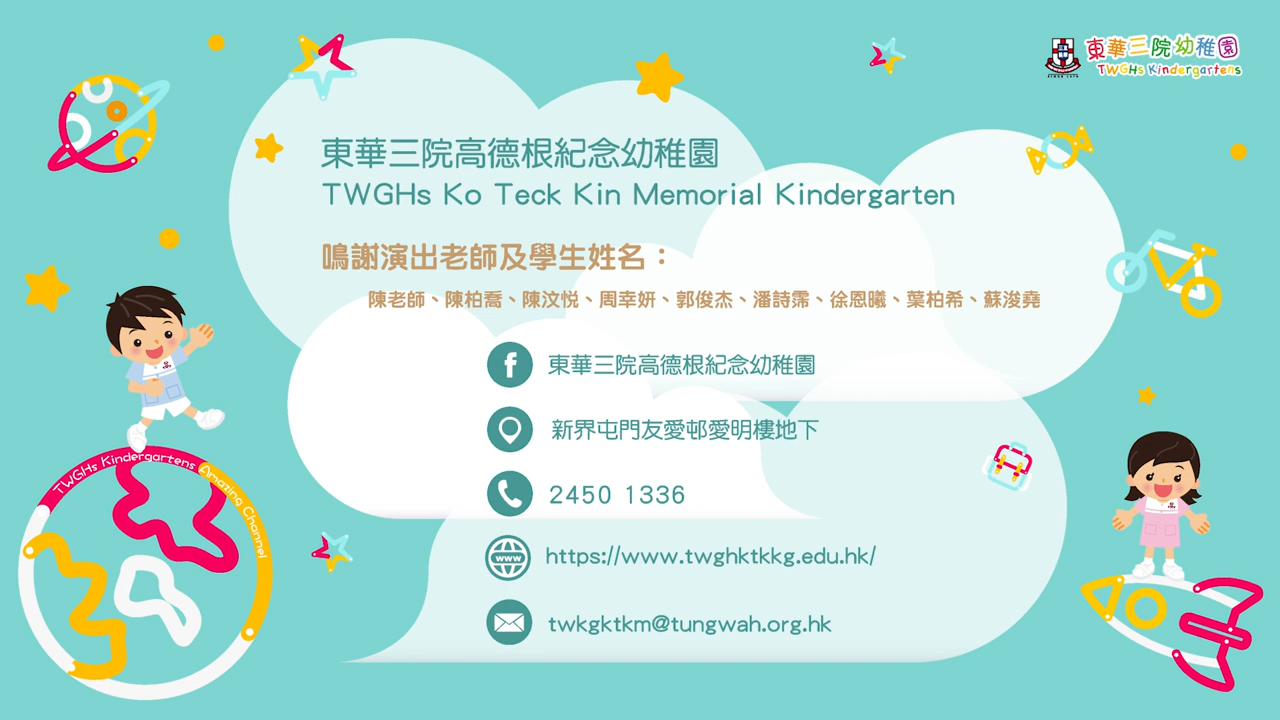 東華三院幼稚園
TWGHs Kindergartens
東華三院高德根紀念幼稚園
TWGHs Ko Teck Kin Memorial Kindergarten
鳴謝演出老師及學生姓名：
陳老師、陳柏喬、陳汶悦、周幸妍、郭俊杰、潘詩霈、徐恩曦、葉柏希、蘇浚堯
f 東華三院高德根紀念幼稚園
新界屯門友愛邨愛明樓地下
2450 1336
www https://www.twghktkkg.edu.hk/
twkgktkm@tungwah.org.hk
TWGHs Kindergartens Amazing Channel